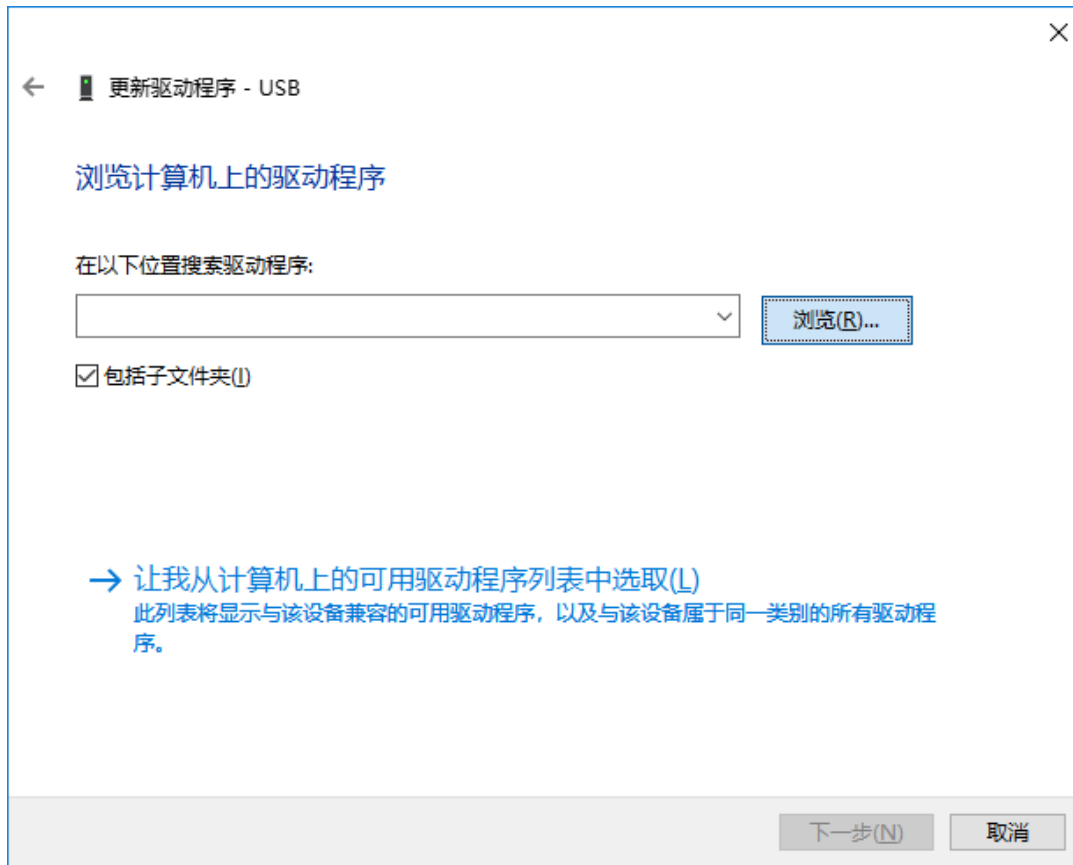 更新驱动程序 - USB
浏览计算机上的驱动程序
在以下位置搜索驱动程序:
浏览(R)...
包括子文件夹(I)
让我从计算机上的可用驱动程序列表中选取(L)
此列表将显示与该设备兼容的可用驱动程序，以及与该设备属于同一类别的所有驱动程
序。
下一步(N)
取消